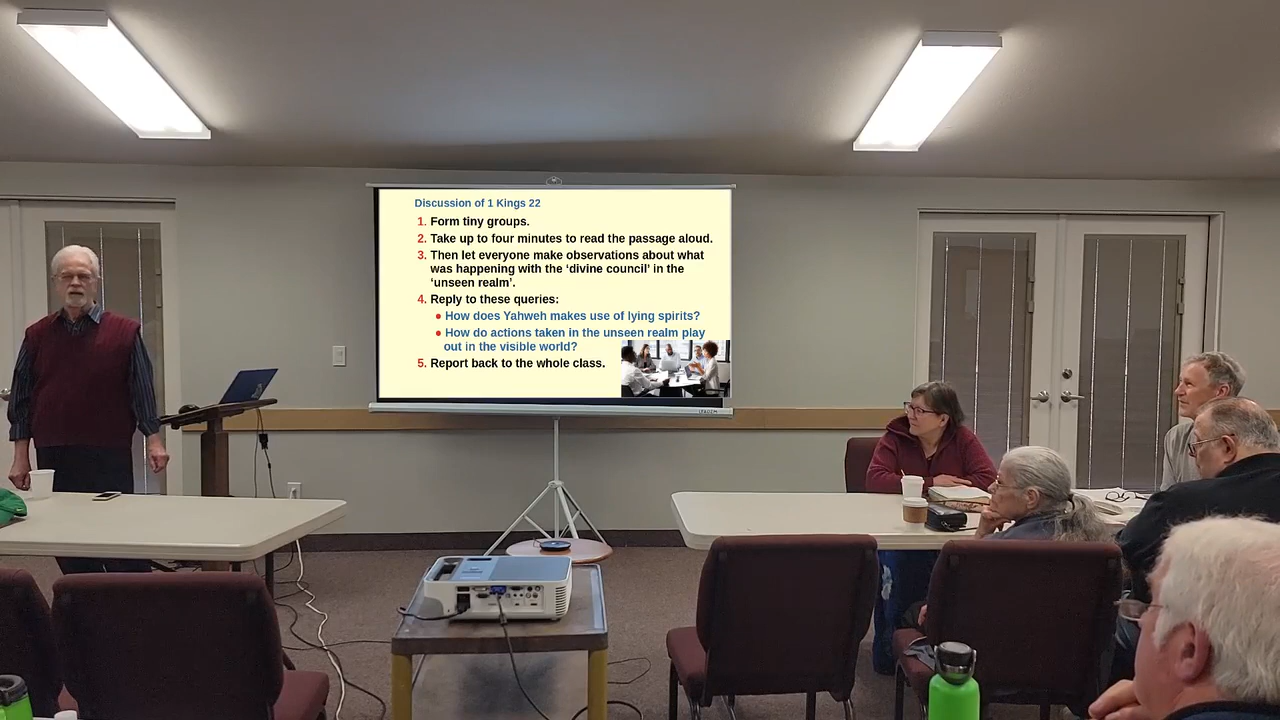 Discussion of 1 Kings 22
1. Form tiny groups.
2. Take up to four minutes to read the passage aloud.
3. Then let everyone make observations about what
was happening with the ‘divine council’ in the
‘unseen realm’.
4. Reply to these queries:
● How does Yahweh makes use of lying spirits?
● How do actions taken in the unseen realm play
out in the visible world?
5. Report back to the whole class.